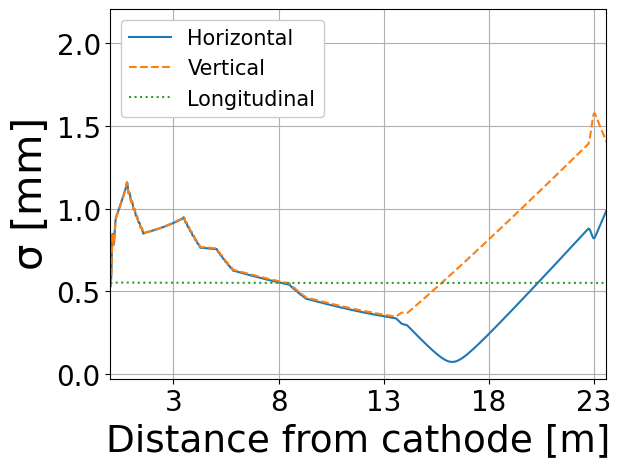 Horizontal
Vertical
Longitudinal
2.0
1.5
1.0
0.5
0.0
σ [mm]
3 8 13 18 23
Distance from cathode [m]